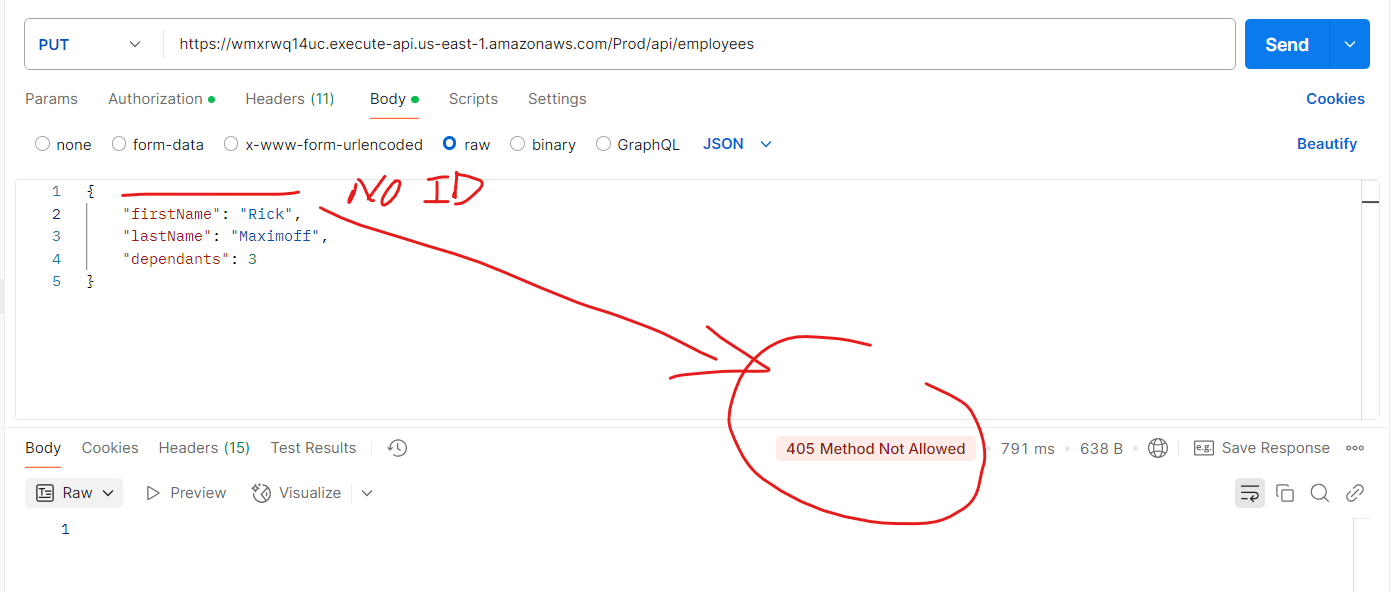 PUT https://wmxrwq14uc.execute-api.us-east-1.amazonaws.com/Prod/api/employees Send
Params Authorization Headers (11) Body Scripts Settings Cookies
none form-data x-www-form-urlencoded raw binary GraphQL JSON Beautify
1 {
NO ID
2 "firstName": "Rick",
3 "lastName": "Maximoff",
4 "dependants": 3
5 }
Body Cookies Headers (15) Test Results 405 Method Not Allowed 791 ms 638 B e.g. Save Response
Raw Preview Visualize
1